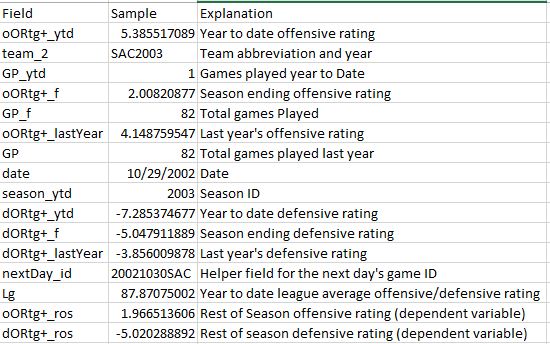 Field Sample Explanation
oORtg+_ytd 5.385517089 Year to date offensive rating
team_2 SAC2003 Team abbreviation and year
GP_ytd 1 Games played year to Date
oORtg+_f 2.00820877 Season ending offensive rating
GP_f 82 Total games Played
oORtg+_lastYear 4.148759547 Last year's offensive rating
GP 82 Total games played last year
date 10/29/2002 Date
season_ytd 2003 Season ID
dORtg+_ytd -7.285374677 Year to date defensive rating
dORtg+_f -5.047911889 Season ending defensive rating
dORtg+_lastYear -3.856009878 Last year's defensive rating
nextDay_id 20021030SAC Helper field for the next day's game ID
Lg 87.87075002 Year to date league average offensive/defensive rating
oORtg+_ros 1.966513606 Rest of Season offensive rating (dependent variable)
dORtg+_ros -5.020288892 Rest of season defensive rating (dependent variable)